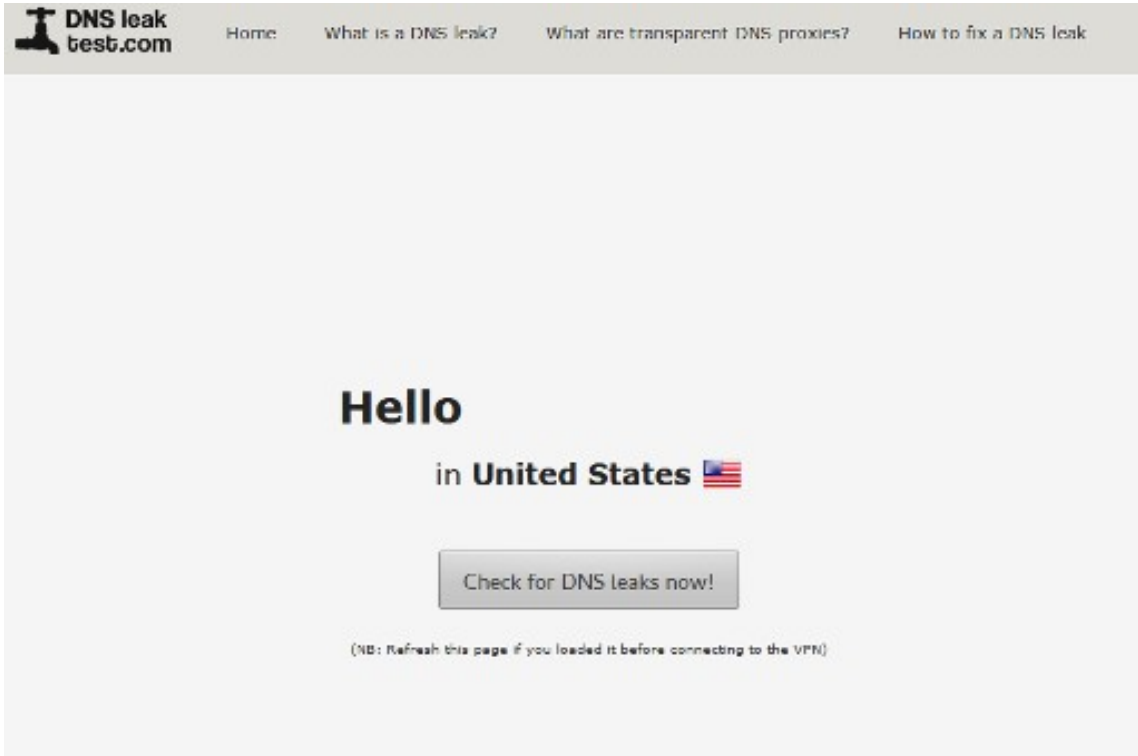 DNS leak
test.com
Home What is a DNS leak? What are transparent DNS proxies? How to fix a DNS leak
Hello
in United States
Check for DNS leaks now!
(NB: Refresh this page if you loaded it before connecting to the VPN)